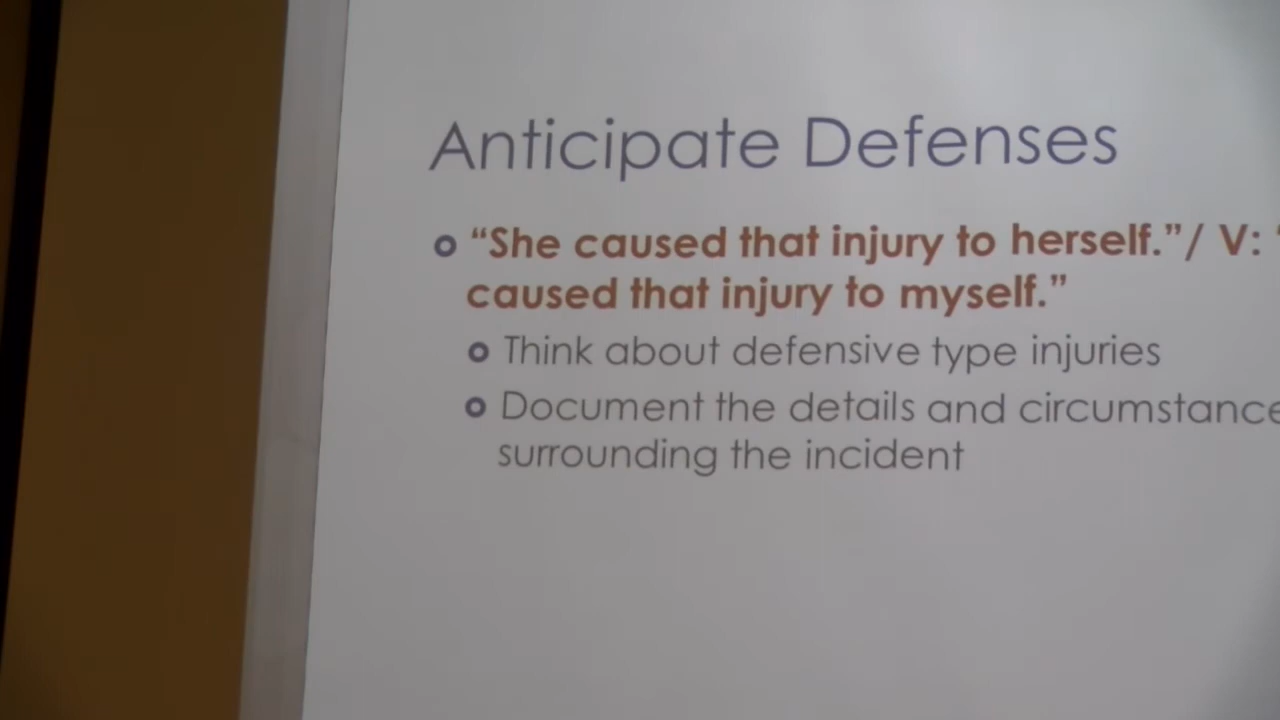 Anticipate Defenses
“She caused that injury to herself.”/ V: “
caused that injury to myself.”
Think about defensive type injuries
Document the details and circumstance
surrounding the incident